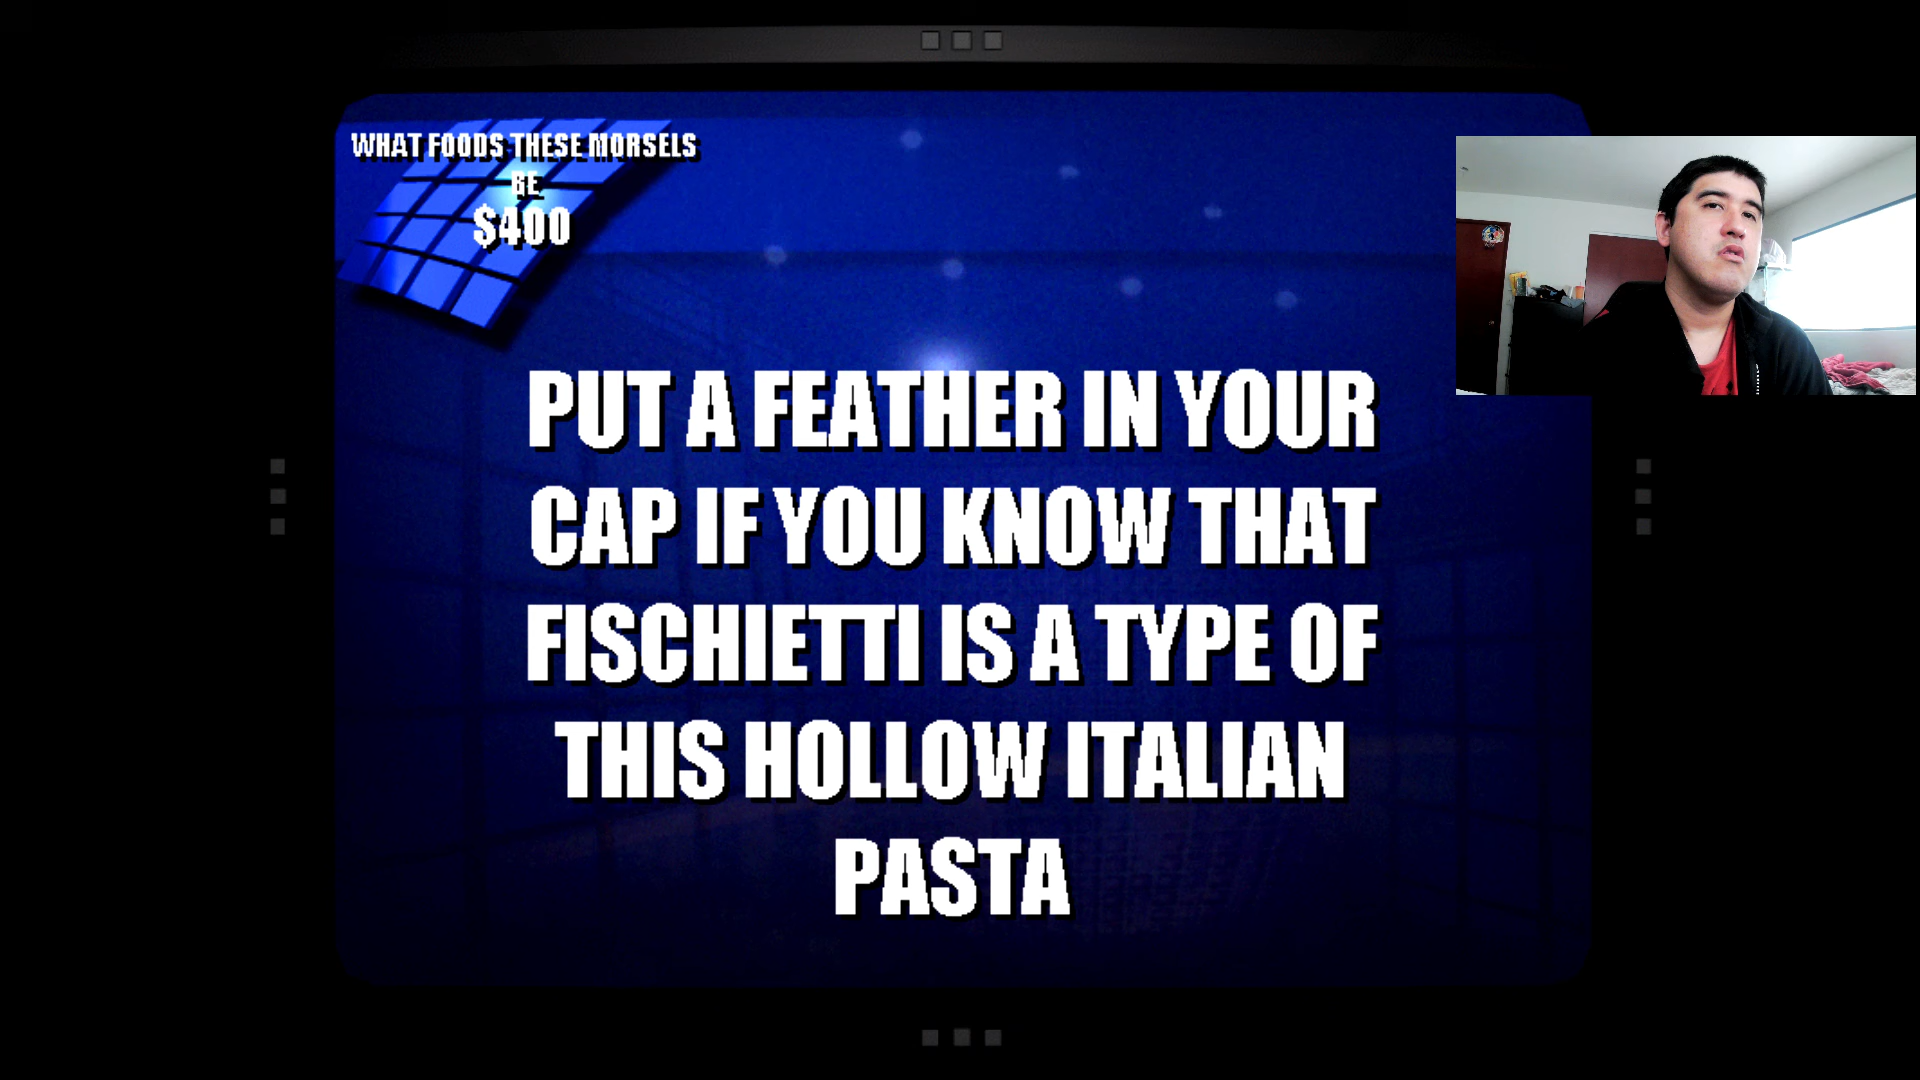 WHAT FOODS THESE MORSELS
BE
$400
PUT A FEATHER IN YOUR
CAP IF YOU KNOW THAT
FISCHIETTI IS A TYPE OF
THIS HOLLOW ITALIAN
PASTA